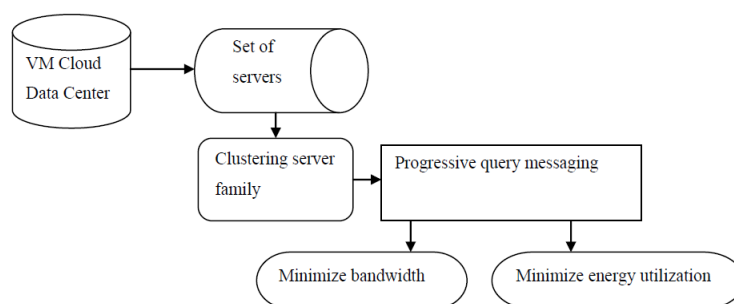 VM Cloud
Data Center
Set of
servers
Clustering server
family
Progressive query messaging
Minimize bandwidth
Minimize energy utilization